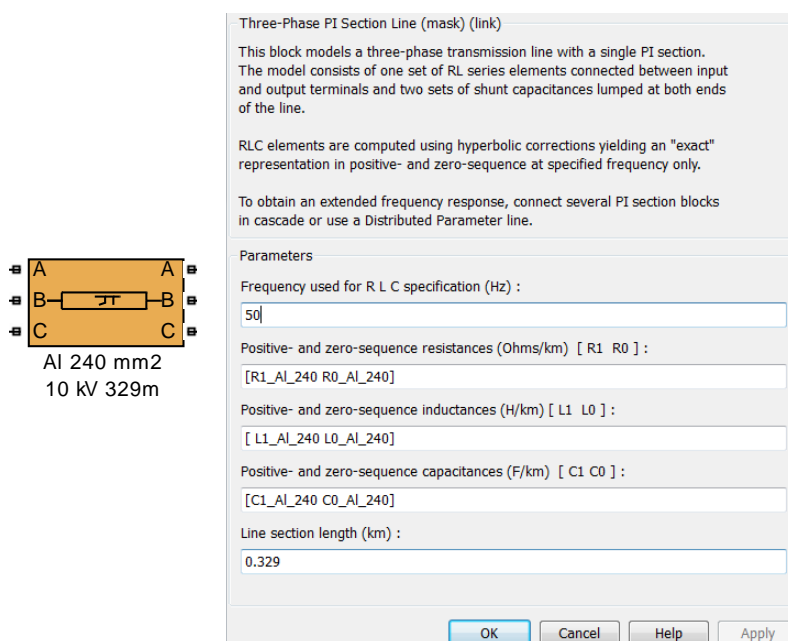 Three-Phase PI Section Line (mask) (link)
This block models a three-phase transmission line with a single PI section.
The model consists of one set of RL series elements connected between input
and output terminals and two sets of shunt capacitances lumped at both ends
of the line.
RLC elements are computed using hyperbolic corrections yielding an "exact"
representation in positive- and zero-sequence at specified frequency only.
To obtain an extended frequency response, connect several PI section blocks
in cascade or use a Distributed Parameter line.
A A
B B
C C
Al 240 mm2
10 kV 329m
Parameters
Frequency used for R L C specification (Hz) :
50
Positive- and zero-sequence resistances (Ohms/km) [ R1 R0 ] :
[R1_Al_240 R0_Al_240]
Positive- and zero-sequence inductances (H/km) [ L1 L0 ] :
[ L1_Al_240 L0_Al_240]
Positive- and zero-sequence capacitances (F/km) [ C1 C0 ] :
[C1_Al_240 C0_Al_240]
Line section length (km) :
0.329
OK Cancel Help Apply